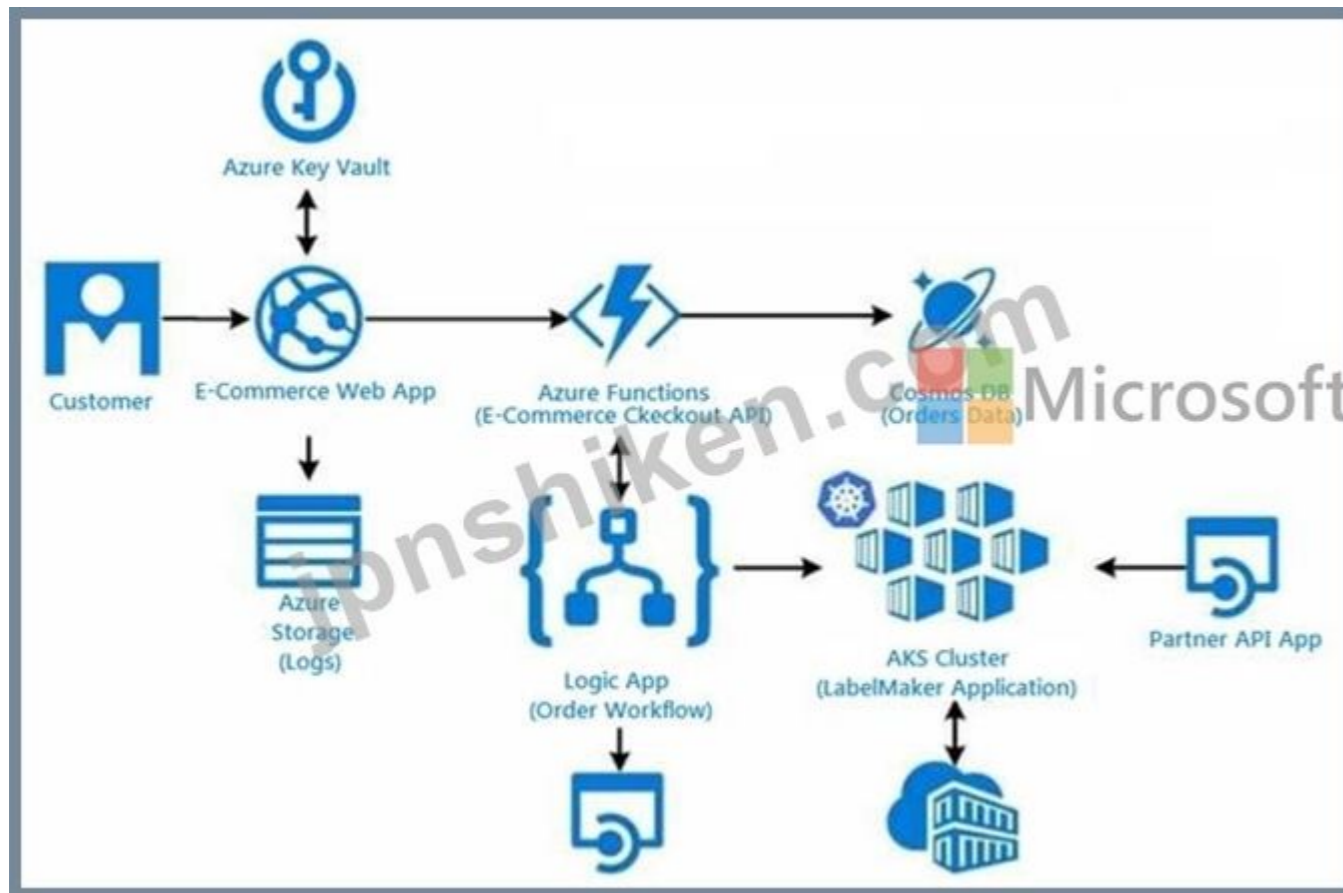 Azure Key Vault
Customer
E-Commerce Web App
Azure Functions
(E-Commerce Ckeckout API)
Cosmos DB
(Orders Data)
Microsoft
jpnshiken.com
Azure
Storage
(Logs)
Logic App
(Order Workflow)
AKS Cluster
(LabelMaker Application)
Partner API App